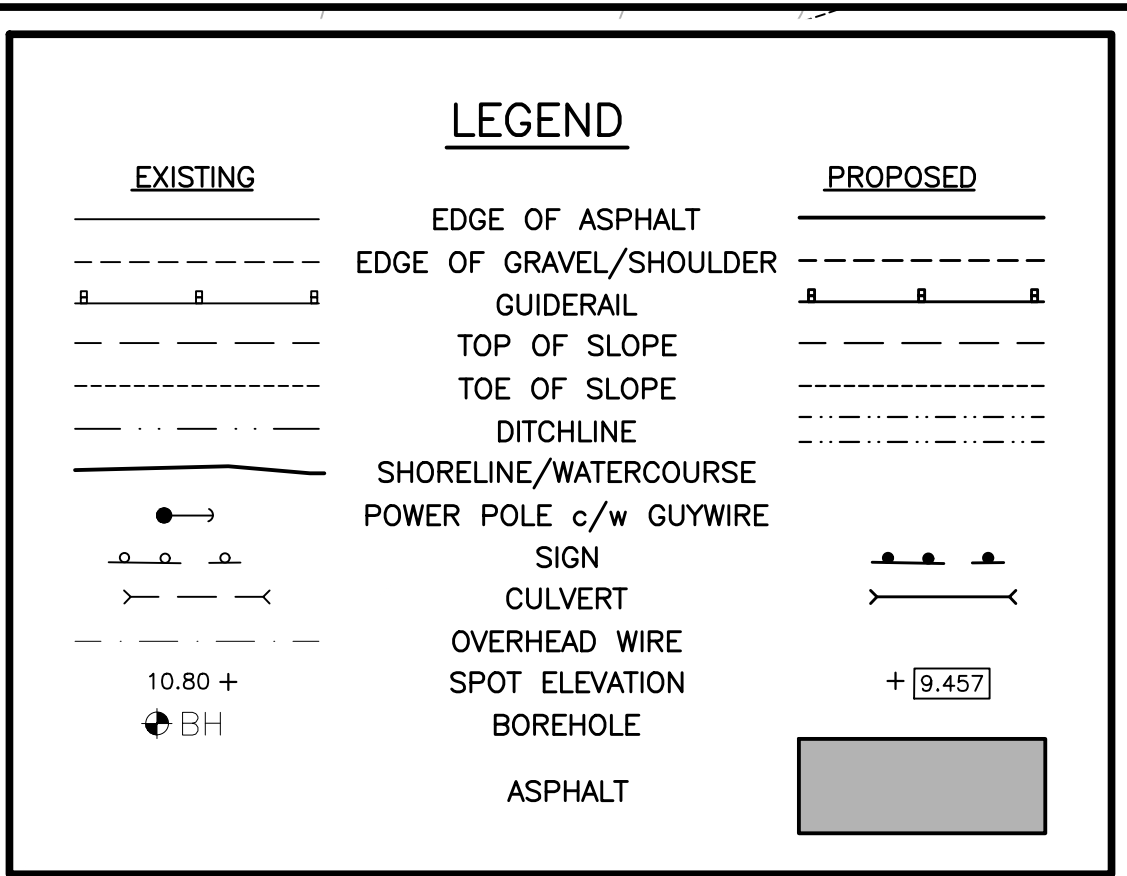 LEGEND
EXISTING PROPOSED
EDGE OF ASPHALT
EDGE OF GRAVEL/SHOULDER
GUIDERAIL
TOP OF SLOPE
TOE OF SLOPE
DITCHLINE
SHORELINE/WATERCOURSE
POWER POLE c/w GUYWIRE
SIGN
CULVERT
OVERHEAD WIRE
10.80 + SPOT ELEVATION + 9.457
BH BOREHOLE
ASPHALT